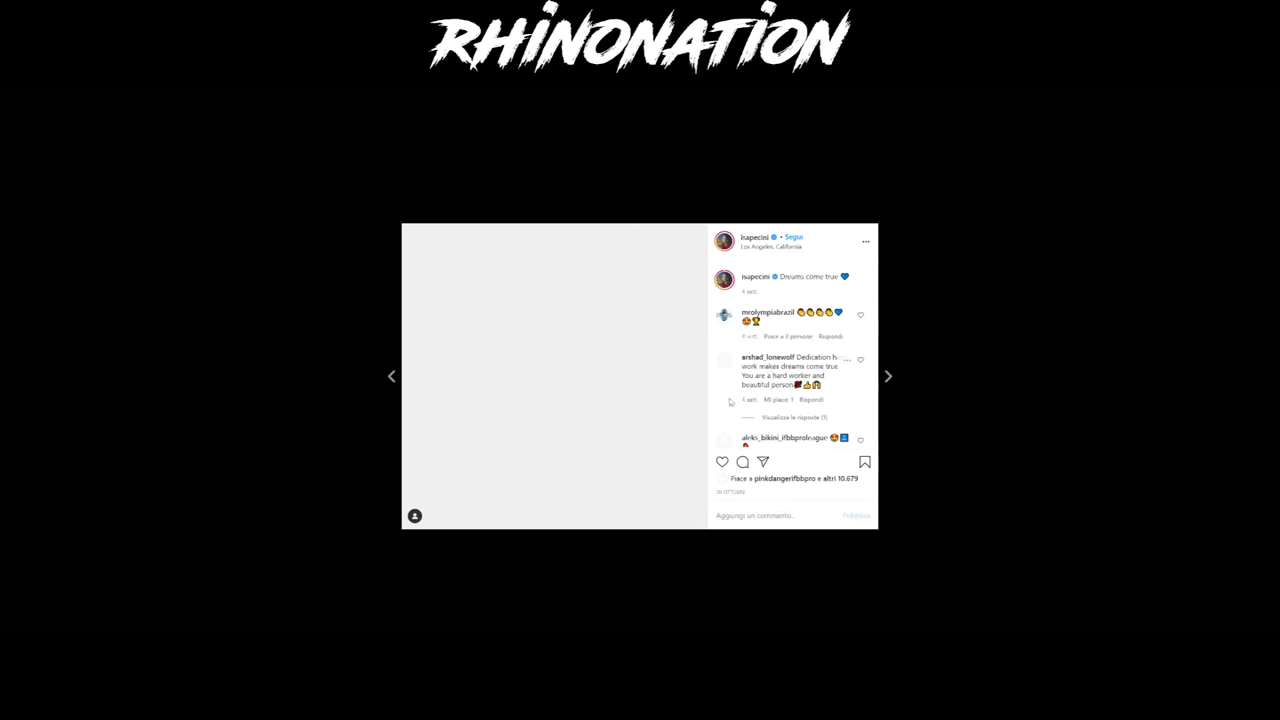 RHINONATION
isapecini • Segui
Los Angeles, California
isapecini Dreams come true 💙
4 sett.
mrolympiabrazil 👏👏👏👏💙
😍🏆
4 sett. Piace a 3 persone Rispondi
arshad_lonewolf Dedication
work makes dreams come true
You are a hard worker and
beautiful person
4 sett. Mi piace: 1 Rispondi
Visualizza le risposte (1)
aleks_bikini_ifbbproleague 😍
Piace a pinkdangerifbbpro e altri 10.679
OTTOBRE
Aggiungi un commento...
Pubblica